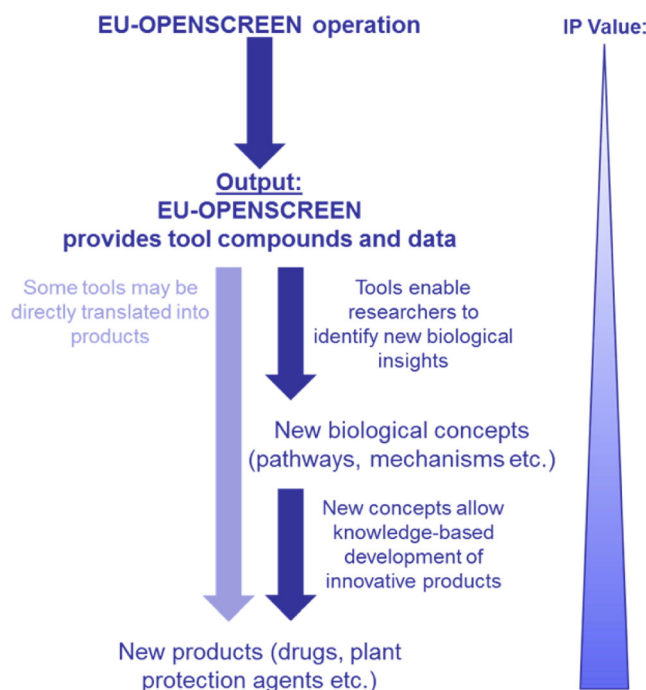 EU-OPENSCREEN operation
IP Value:
Output:
EU-OPENSCREEN
provides tool compounds and data
Some tools may be
directly translated into
products
Tools enable
researchers to
identify new biological
insights
New biological concepts
(pathways, mechanisms etc.)
New concepts allow
knowledge-based
development of
innovative products
New products (drugs, plant
protection agents etc.)